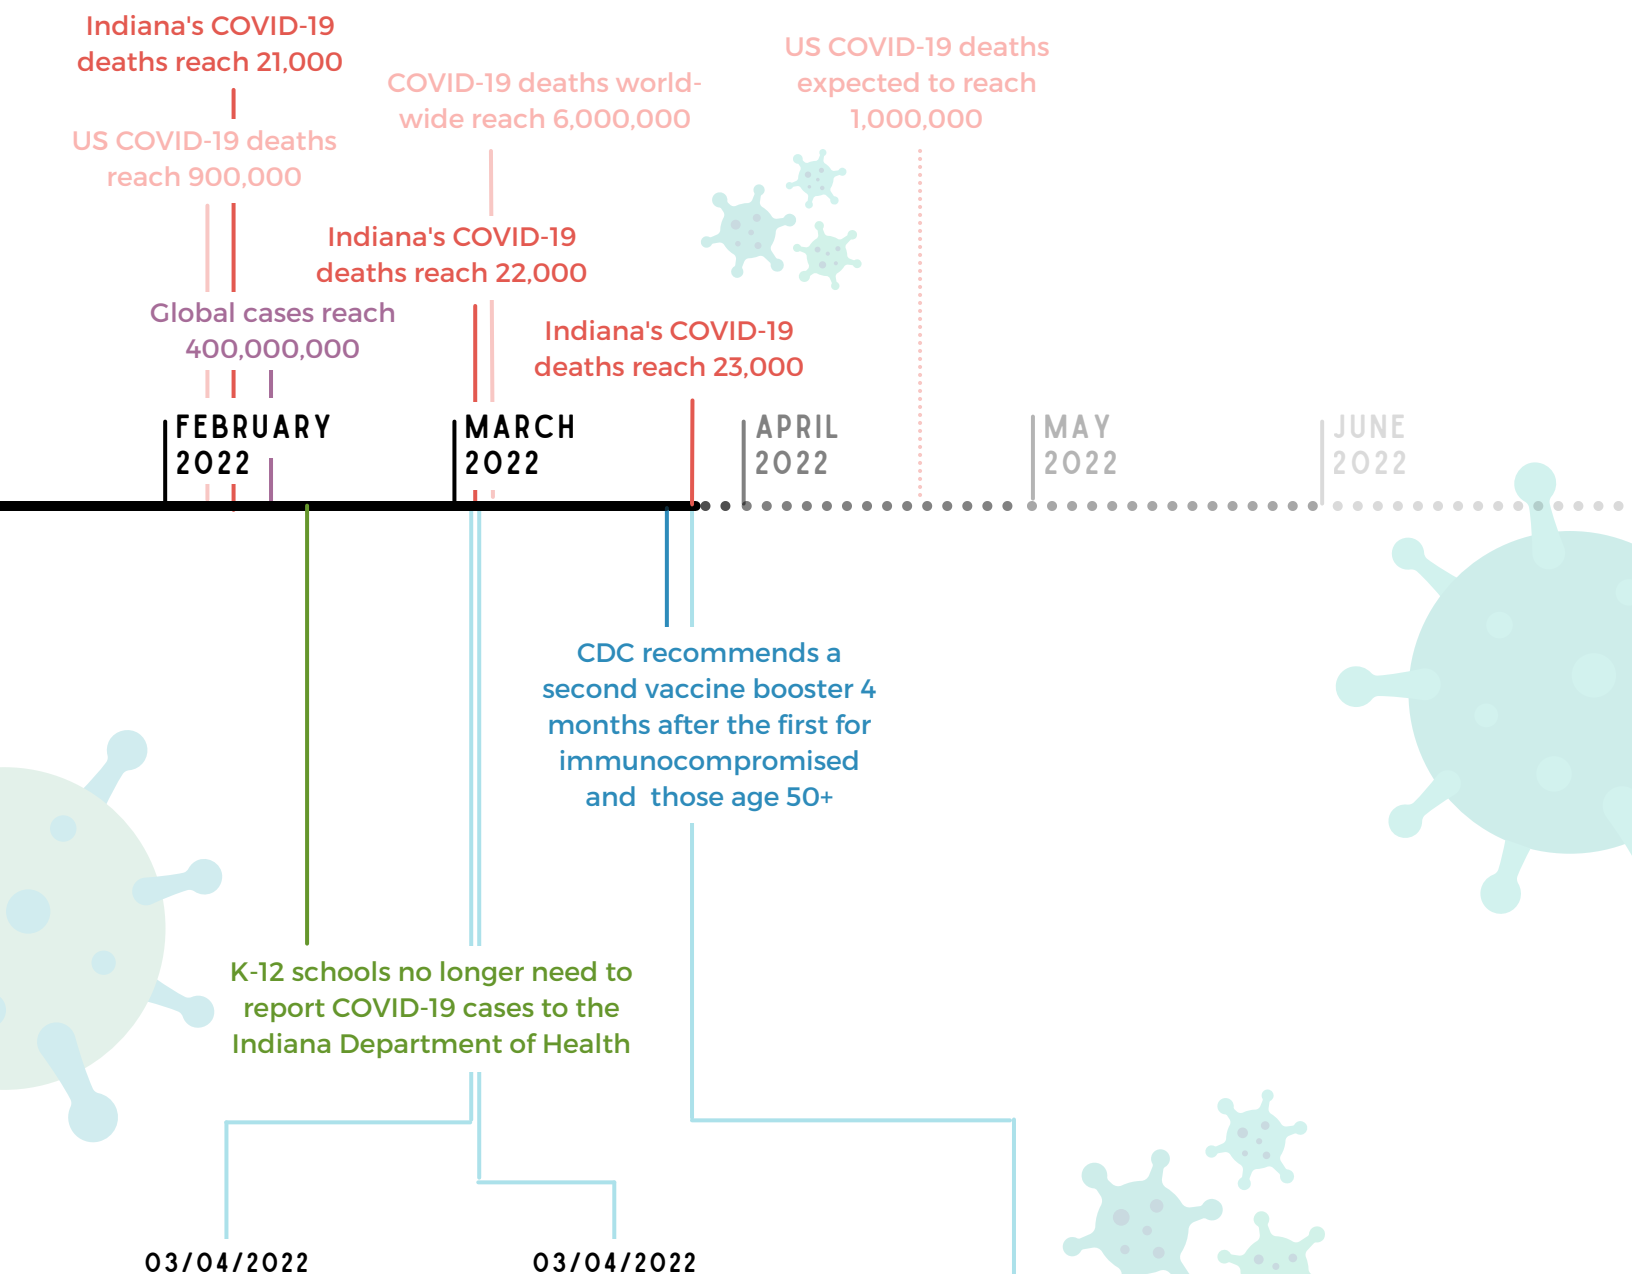 Indiana's COVID-19
deaths reach 21,000
US COVID-19 deaths
reach 900,000
Global cases reach
400,000,000
COVID-19 deaths world-
wide reach 6,000,000
Indiana's COVID-19
deaths reach 22,000
Indiana's COVID-19
deaths reach 23,000
US COVID-19 deaths
expected to reach
1,000,000
FEBRUARY
2022
MARCH
2022
APRIL
2022
MAY
2022
JUNE
2022
CDC recommends a
second vaccine booster 4
months after the first for
immunocompromised
and those age 50+
K-12 schools no longer need to
report COVID-19 cases to the
Indiana Department of Health
03/04/2022
03/04/2022